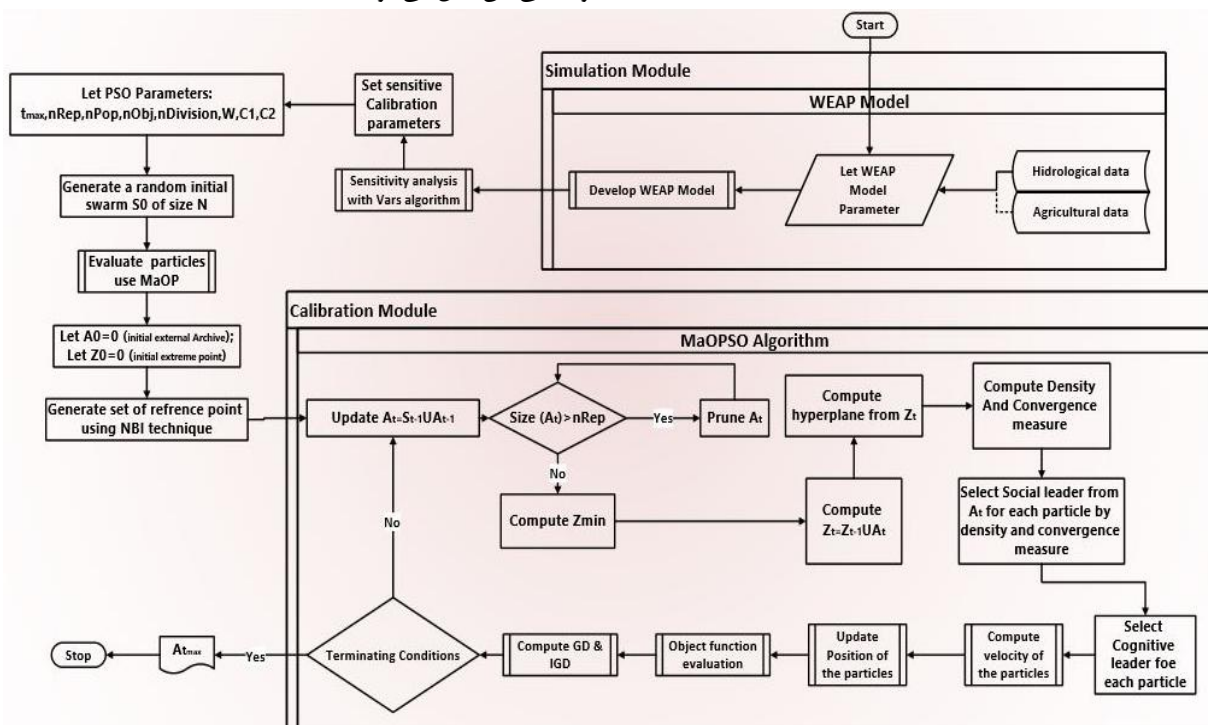 Start
Simulation Module
WEAP Model
Hidrological data
Agricultural data
Let WEAP
Model
Parameter
Develop WEAP Model
Sensitivity analysis
with Vars algorithm
Set sensitive
Calibration
parameters
Let PSO Parameters:
tmax,nRep,nPop,nObj,nDivision,W,C1,C2
Generate a random initial
swarm S0 of size N
Evaluate particles
use MaOP
Let A0=0 (initial external Archive);
Let Z0=0 (initial extreme point)
Generate set of refrence point
using NBI technique
Calibration Module
MaOPSO Algorithm
Update At=St-1UAt-1
Size (At)>nRep
Yes
Prune At
No
Compute Zmin
Compute
Zt=Zt-1UAt
Compute
hyperplane from Zt
Compute Density
And Convergence
measure
Select Social leader from
At for each particle by
density and convergence
measure
Select
Cognitive
leader foe
each particle
Compute
velocity of
the particles
Update
Position of
the particles
Object function
evaluation
Compute GD &
IGD
Terminating Conditions
No
Yes
Atmax
Stop